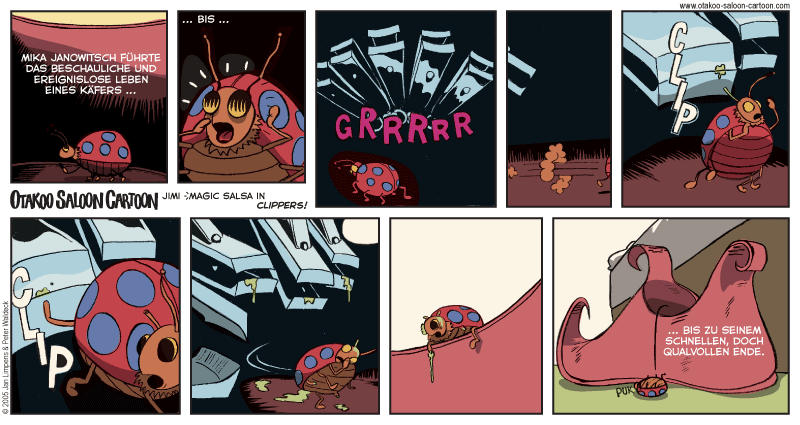 www.otakoo-saloon-cartoon.com
MIKA JANOWITSCH FÜHRTE
DAS BESCHAULICHE UND
EREIGNISLOSE LEBEN
EINES KÄFERS ...
... BIS ...
GRRRRR
CLIP
OTAKOO SALOON CARTOON
JIMI -:MAGIC SALSA IN
CLIPPERS!
CLIP
... BIS ZU SEINEM
SCHNELLEN, DOCH
QUALVOLLEN ENDE.
PUK
© 2005 Jan Limpens & Peter Waldeck